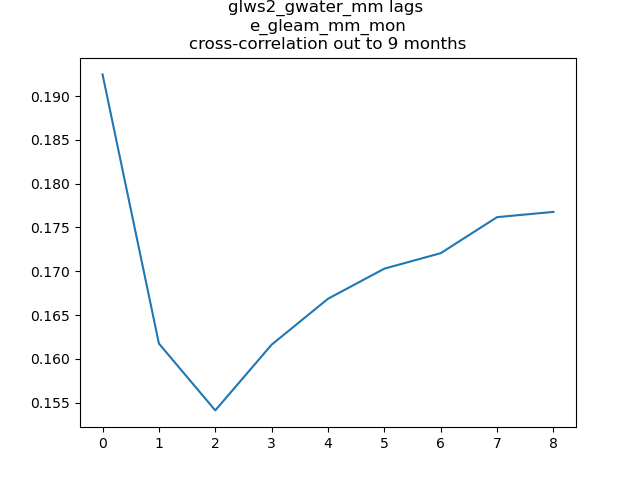 glws2_gwater_mm lags
e_gleam_mm_mon
cross-correlation out to 9 months
0.190
0.185
0.180
0.175
0.170
0.165
0.160
0.155
0 1 2 3 4 5 6 7 8